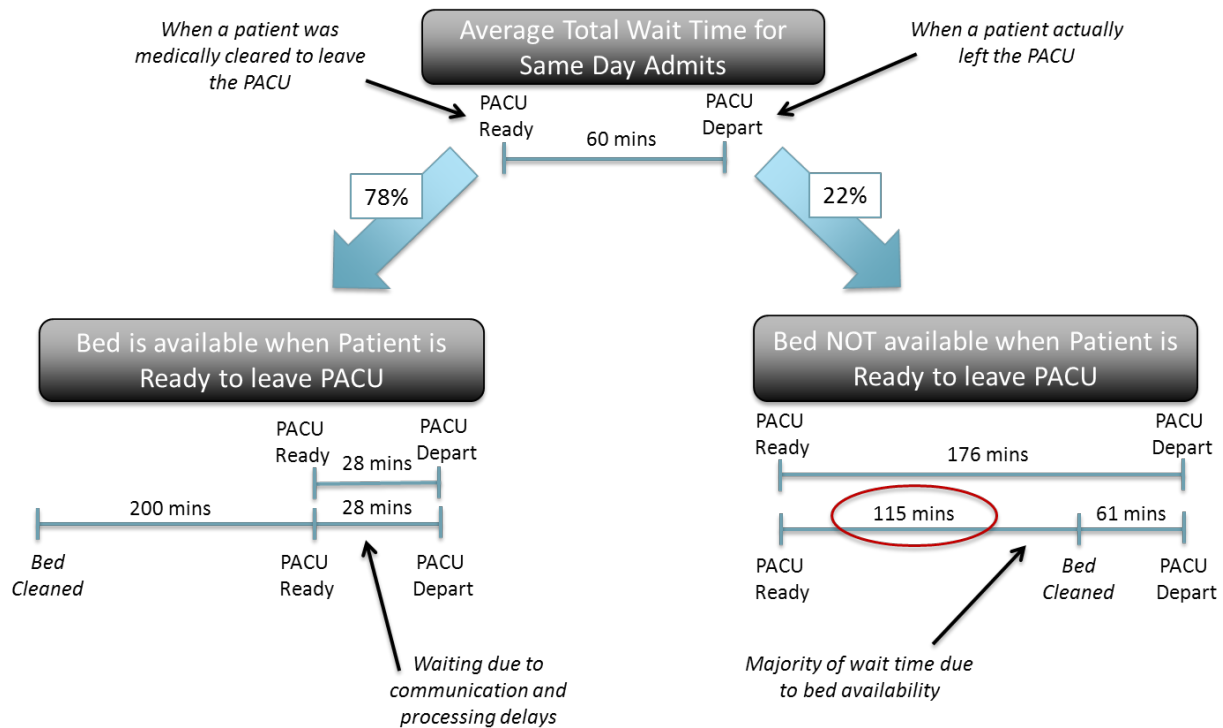 When a patient was
medically cleared to leave
the PACU
Average Total Wait Time for
Same Day Admits
When a patient actually
left the PACU
PACU
Ready
PACU
Depart
60 mins
78%
22%
Bed is available when Patient is
Ready to leave PACU
PACU
Ready
PACU
Depart
28 mins
200 mins
28 mins
Bed
Cleaned
PACU
Ready
PACU
Depart
Waiting due to
communication and
processing delays
Bed NOT available when Patient is
Ready to leave PACU
PACU
Ready
PACU
Depart
176 mins
115 mins
61 mins
PACU
Ready
Bed
Cleaned
PACU
Depart
Majority of wait time due
to bed availability